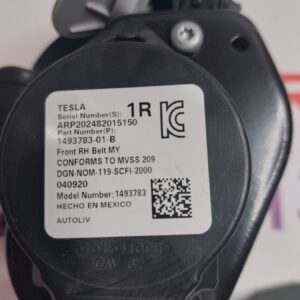 TESLA
Serial Number(S): 1R
ARP202482015150
Part Number(P):
1493783-01-B
Front RH Belt MY
CONFORMS TO MVSS 209
DGN-NOM-119-SCFI-2000
040920
Model Number: 1493783
HECHO EN MEXICO
AUTOLIV